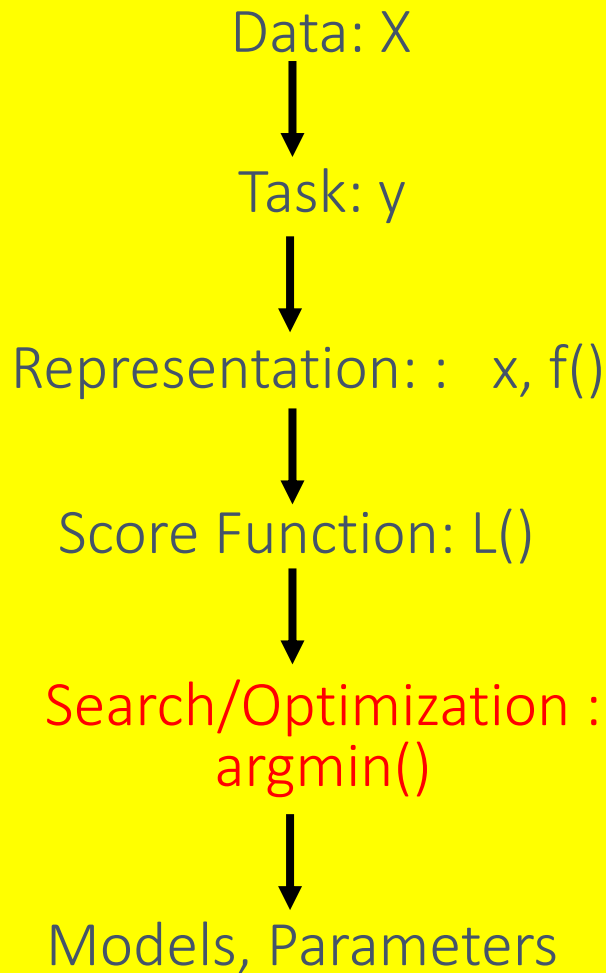 Data: X
Task: y
Representation: :   x, f()
Score Function: L()
Search/Optimization :
argmin()
Models, Parameters